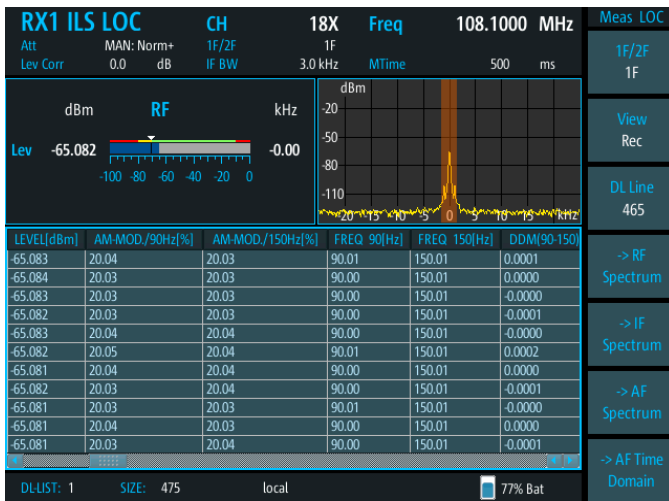 RX1 ILS LOC CH 18X Freq 108.1000 MHz
Att MAN: Norm+ 1F/2F 1F
Lev Corr 0.0 dB IF BW 3.0 kHz MTime 500 ms
Meas LOC
1F/2F
1F
View
Rec
DL Line
465
-> RF
Spectrum
-> IF
Spectrum
-> AF
Spectrum
-> AF Time
Domain
dBm RF kHz
Lev -65.082 -0.00
-100 -80 -60 -40 -20 0
dBm
-20
-50
-80
-110
-20 -15 -10 -5 0 5 10 15 kHz
LEVEL[dBm] AM-MOD./90Hz[%] AM-MOD./150Hz[%] FREQ 90[Hz] FREQ 150[Hz] DDM(90-150)
-65.083 20.04 20.03 90.01 150.01 0.0001
-65.084 20.03 20.03 90.00 150.01 0.0000
-65.083 20.03 20.03 90.00 150.01 -0.0000
-65.082 20.03 20.03 90.01 150.01 -0.0001
-65.083 20.04 20.04 90.00 150.01 -0.0000
-65.082 20.05 20.04 90.01 150.01 0.0002
-65.081 20.04 20.04 90.00 150.01 0.0000
-65.082 20.03 20.04 90.00 150.01 -0.0001
-65.081 20.03 20.03 90.01 150.01 -0.0000
-65.081 20.04 20.04 90.00 150.01 0.0000
-65.081 20.03 20.04 90.00 150.01 -0.0001
DL-LIST: 1 SIZE: 475 local 77% Bat